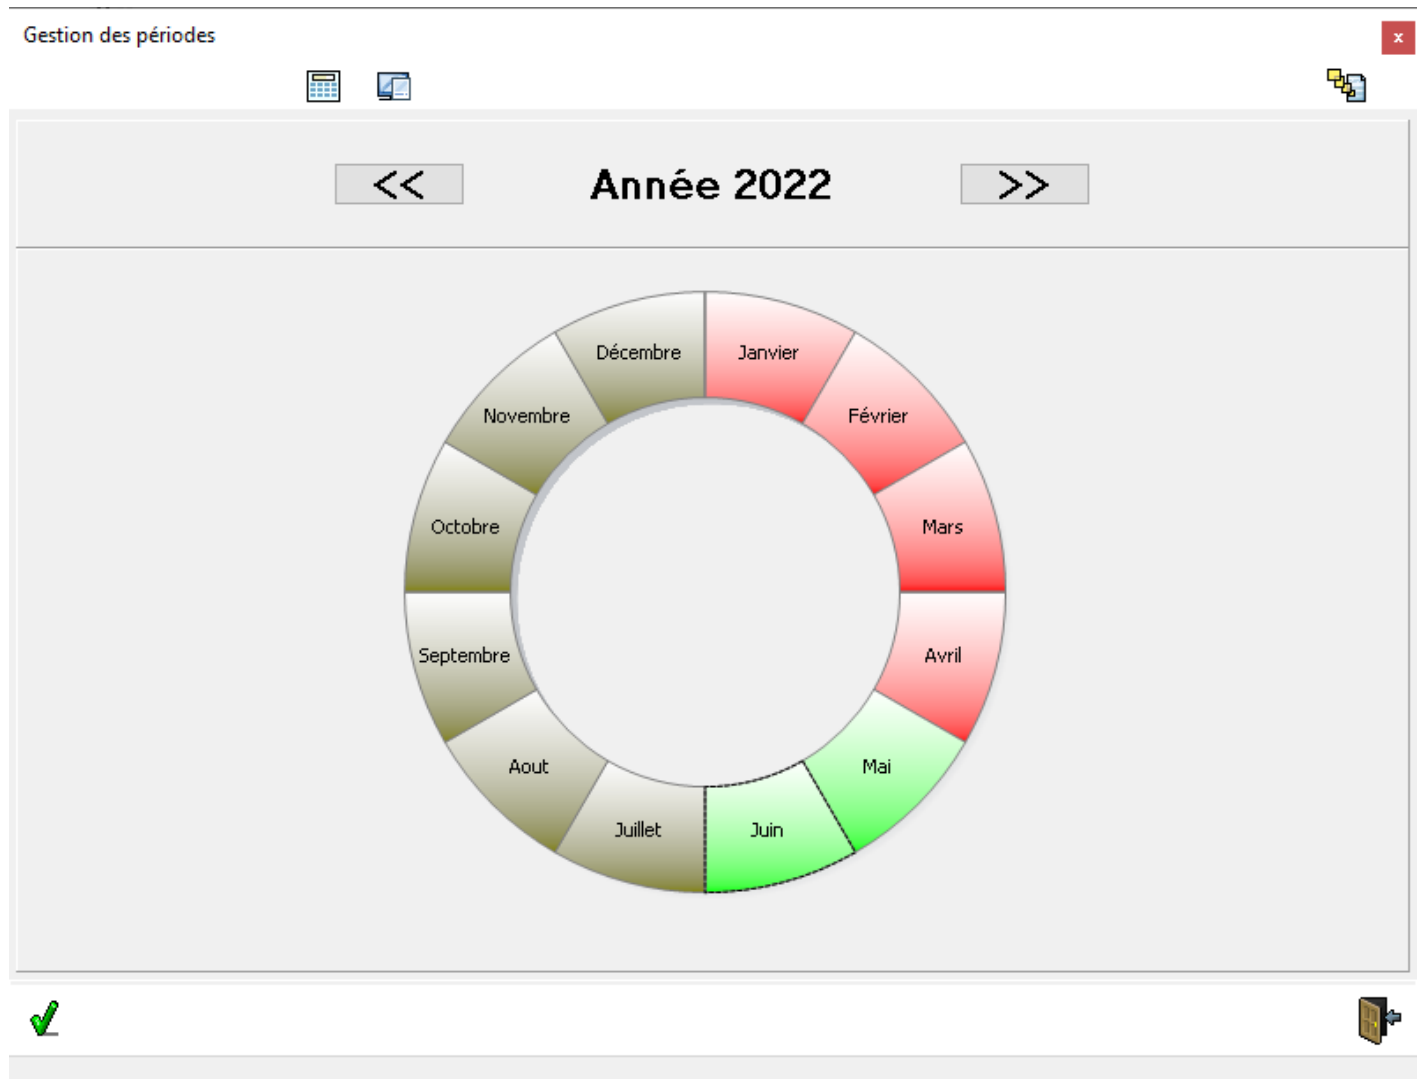 Gestion des périodes
x
<< Année 2022 >>
Décembre Janvier
Novembre Février
Octobre Mars
Septembre Avril
Aout Mai
Juillet Juin